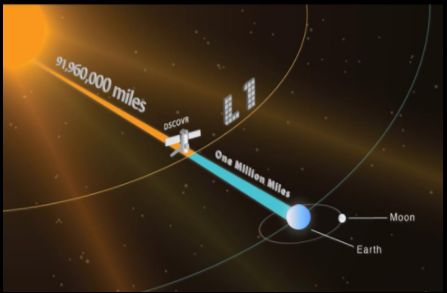 91,960,000 miles
L1
DSCOVR
One Million Miles
Moon
Earth